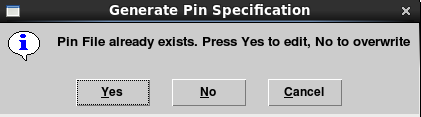 Generate Pin Specification
Pin File already exists. Press Yes to edit, No to overwrite
Yes No Cancel